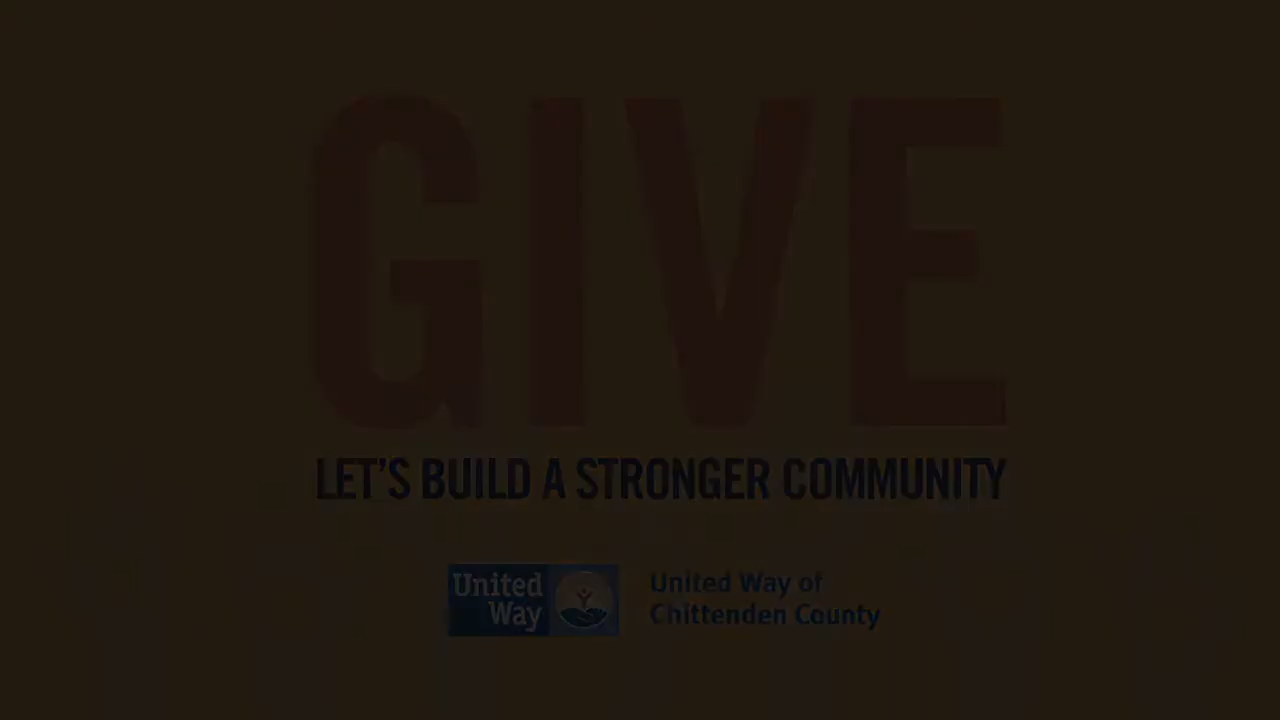 GIVE
LET'S BUILD A STRONGER COMMUNITY
United
Way
United Way of
Chittenden County